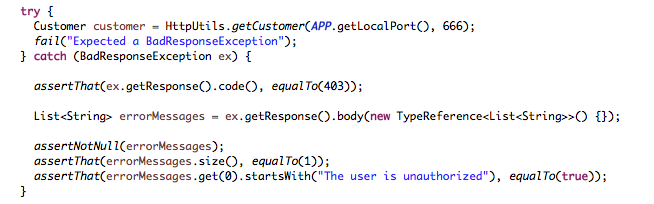 try {
Customer customer = HttpUtils.getCustomer(APP.getLocalPort(), 666);
fail("Expected a BadResponseException");
} catch (BadResponseException ex) {
assertThat(ex.getResponse().code(), equalTo(403));
List<String> errorMessages = ex.getResponse().body(new TypeReference<List<String>>() {});
assertNotNull(errorMessages);
assertThat(errorMessages.size(), equalTo(1));
assertThat(errorMessages.get(0).startsWith("The user is unauthorized"), equalTo(true));
}